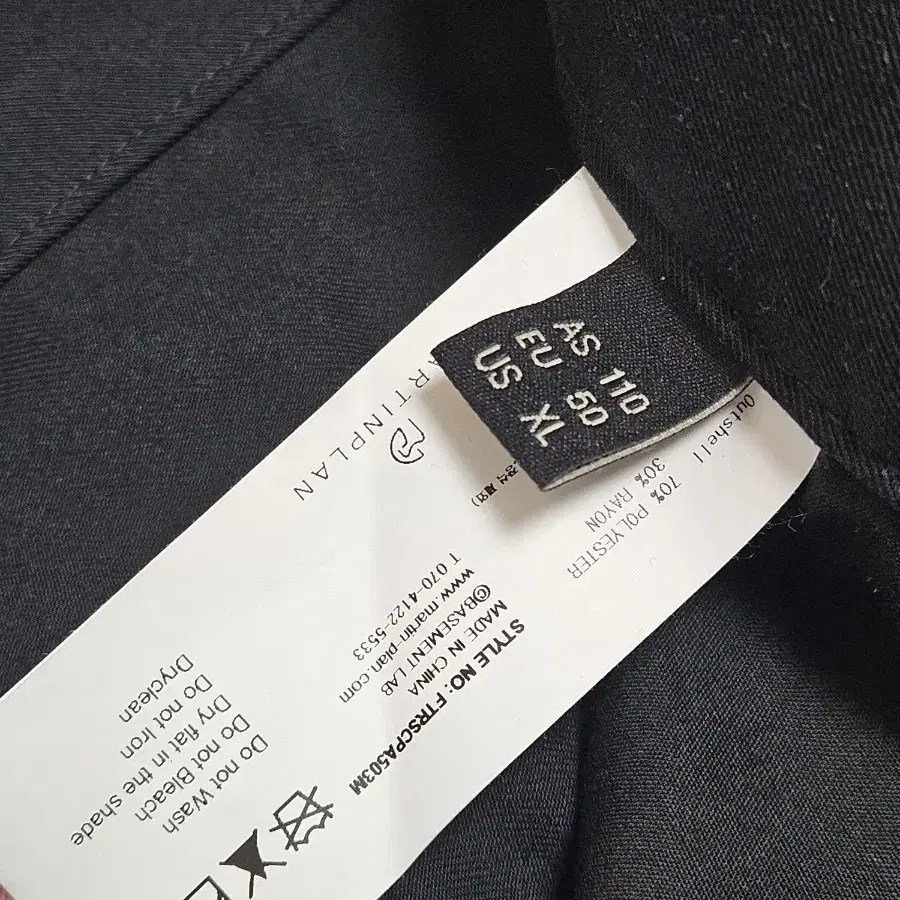 AS 110
EU 50
US XL
ARTINPLAN
Outshell
70% POLYESTER
30% RAYON
STYLE NO: FTRSCPA503M
MADE IN CHINA
©BASEMENT LAB
www.martin-plan.com
T 070-4122-5533
Do not Wash
Do not Bleach
Dry flat in the shade
Do not Iron
Dryclean